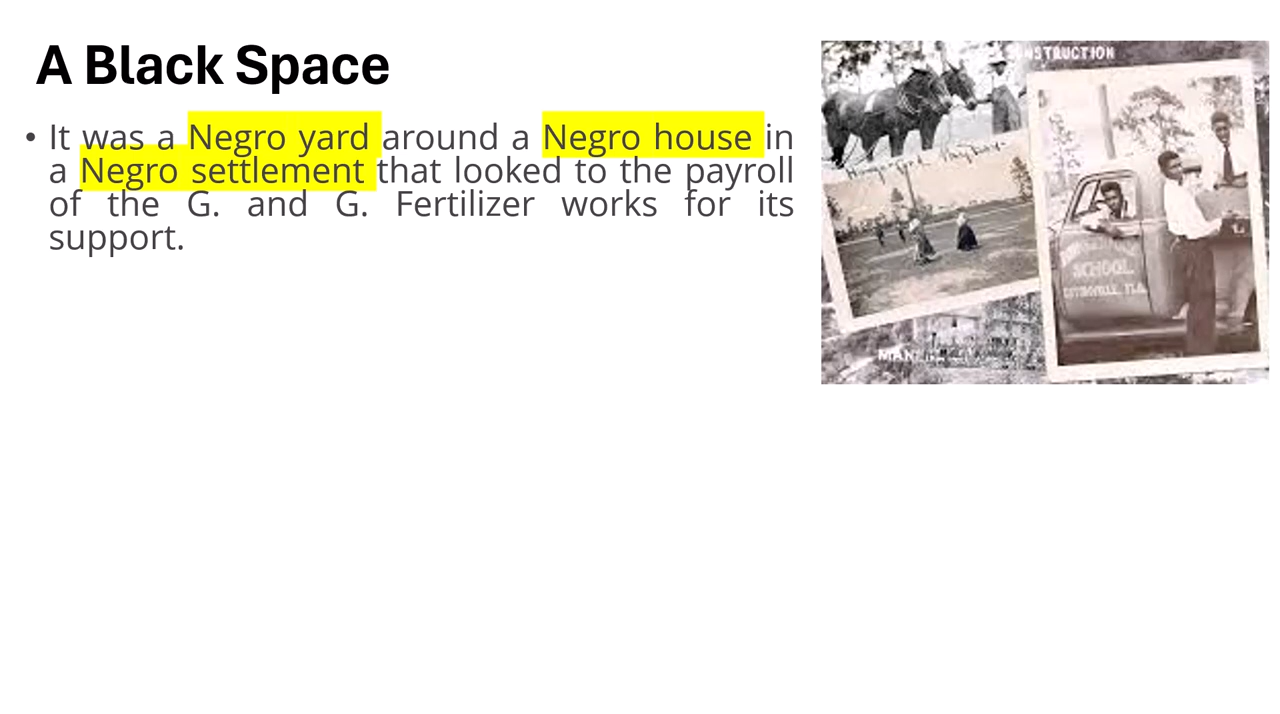 A Black Space
• It was a Negro yard around a Negro house in
a Negro settlement that looked to the payroll
of the G. and G. Fertilizer works for its
support.
NSTRUCTION
SCHOOL